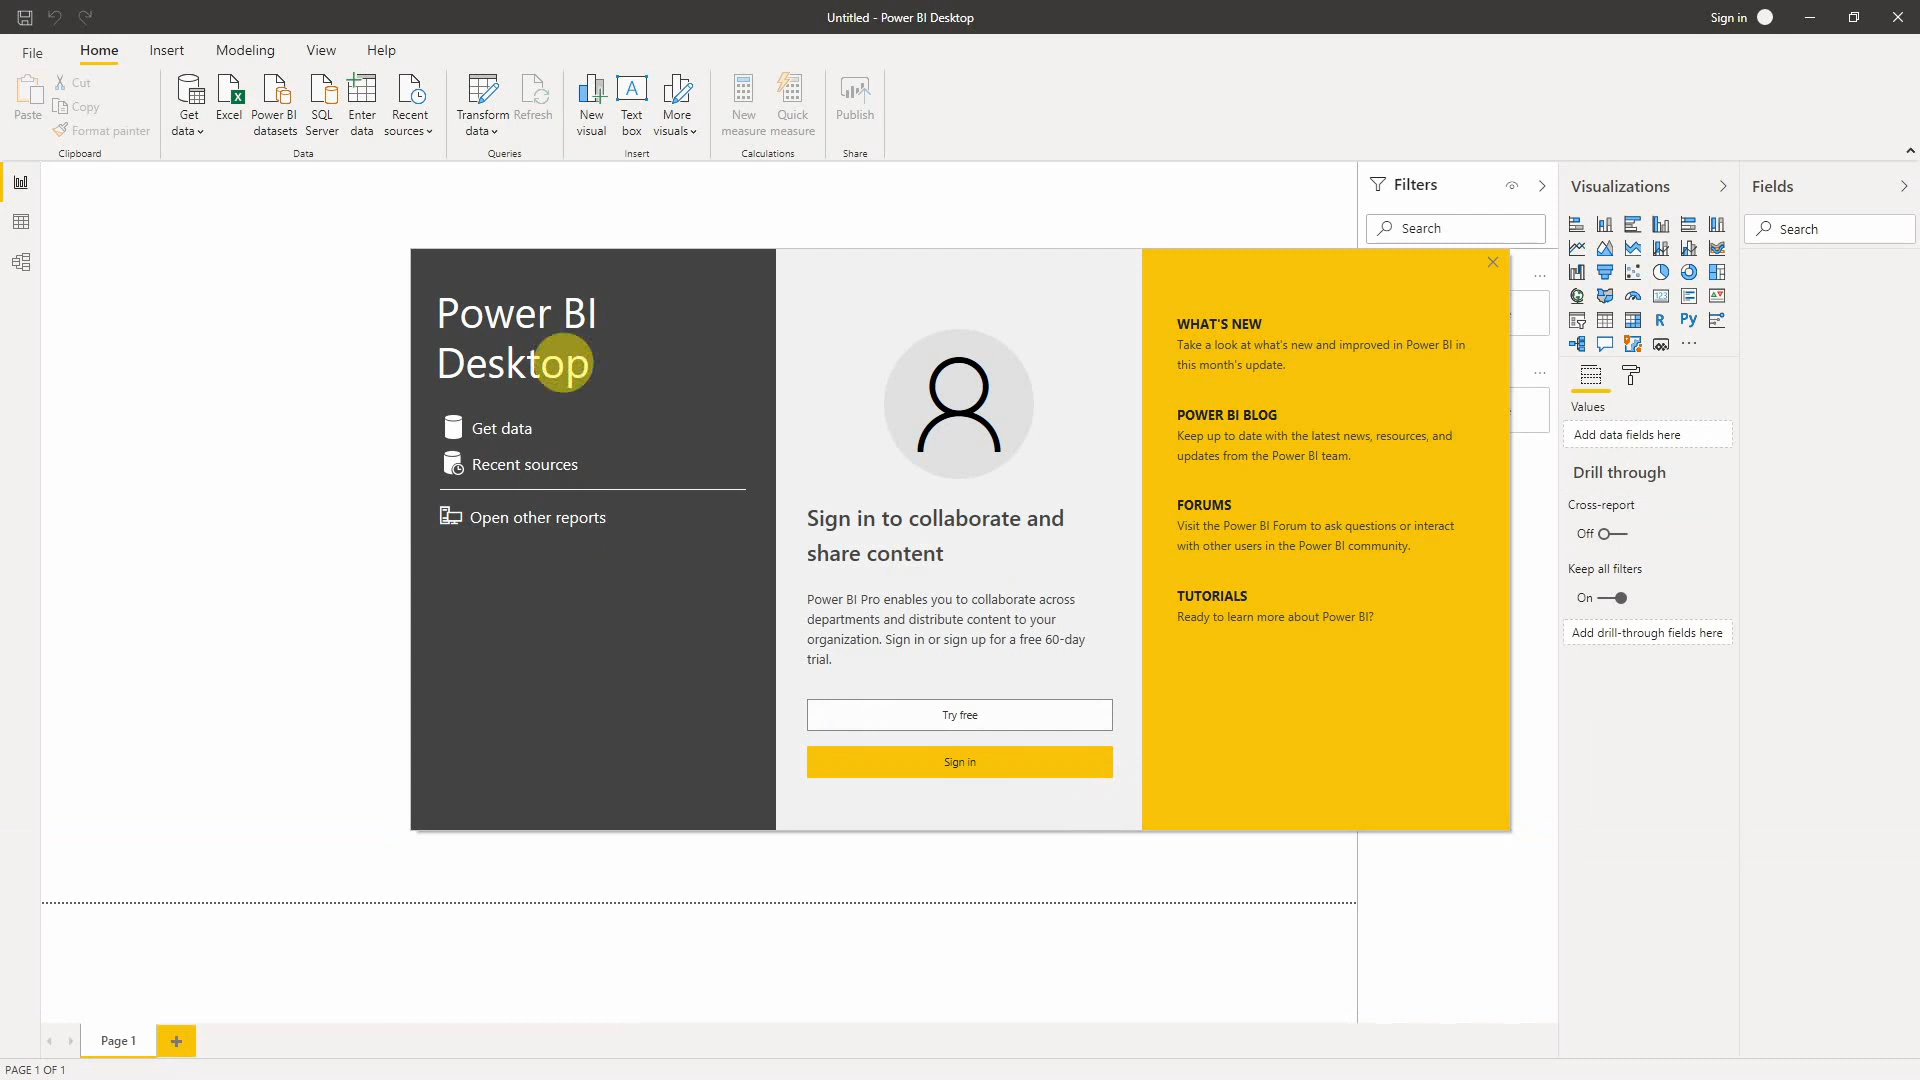 Untitled - Power BI Desktop
Sign in
File Home Insert Modeling View Help
Paste
Cut
Copy
Format painter
Clipboard
Get data
Excel
Power BI datasets
SQL Server
Enter data
Recent sources
Data
Transform data
Refresh
Queries
New visual
Text box
More visuals
Insert
New measure
Quick measure
Calculations
Publish
Share
Filters
Search
Visualizations
R
Py
123
Values
Add data fields here
Drill through
Cross-report
Off
Keep all filters
On
Add drill-through fields here
Fields
Search
Power BI
Desktop
Get data
Recent sources
Open other reports
Sign in to collaborate and
share content
Power BI Pro enables you to collaborate across
departments and distribute content to your
organization. Sign in or sign up for a free 60-day
trial.
Try free
Sign in
WHAT'S NEW
Take a look at what's new and improved in Power BI in
this month's update.
POWER BI BLOG
Keep up to date with the latest news, resources, and
updates from the Power BI team.
FORUMS
Visit the Power BI Forum to ask questions or interact
with other users in the Power BI community.
TUTORIALS
Ready to learn more about Power BI?
Page 1
PAGE 1 OF 1